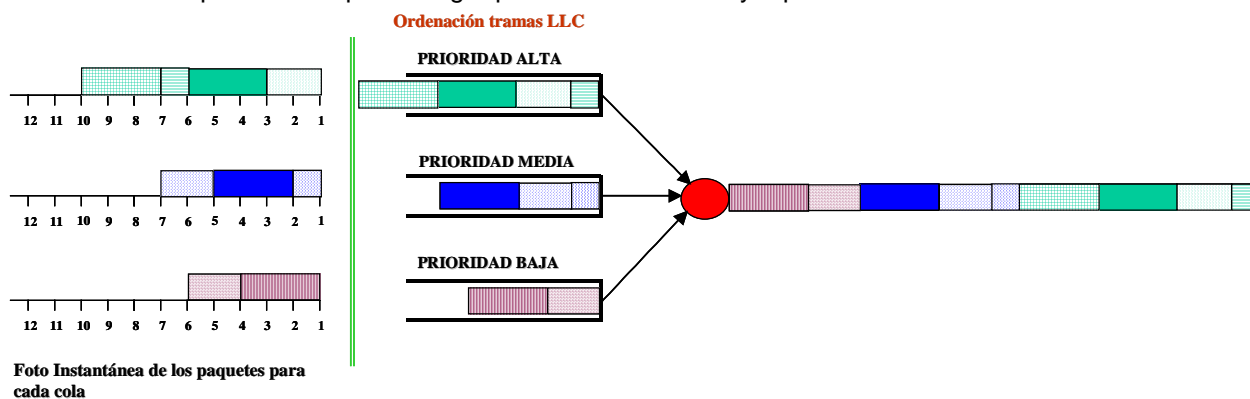 Ordenación tramas LLC
PRIORIDAD ALTA
12 11 10 9 8 7 6 5 4 3 2 1
PRIORIDAD MEDIA
12 11 10 9 8 7 6 5 4 3 2 1
PRIORIDAD BAJA
12 11 10 9 8 7 6 5 4 3 2 1
Foto Instantánea de los paquetes para
cada cola